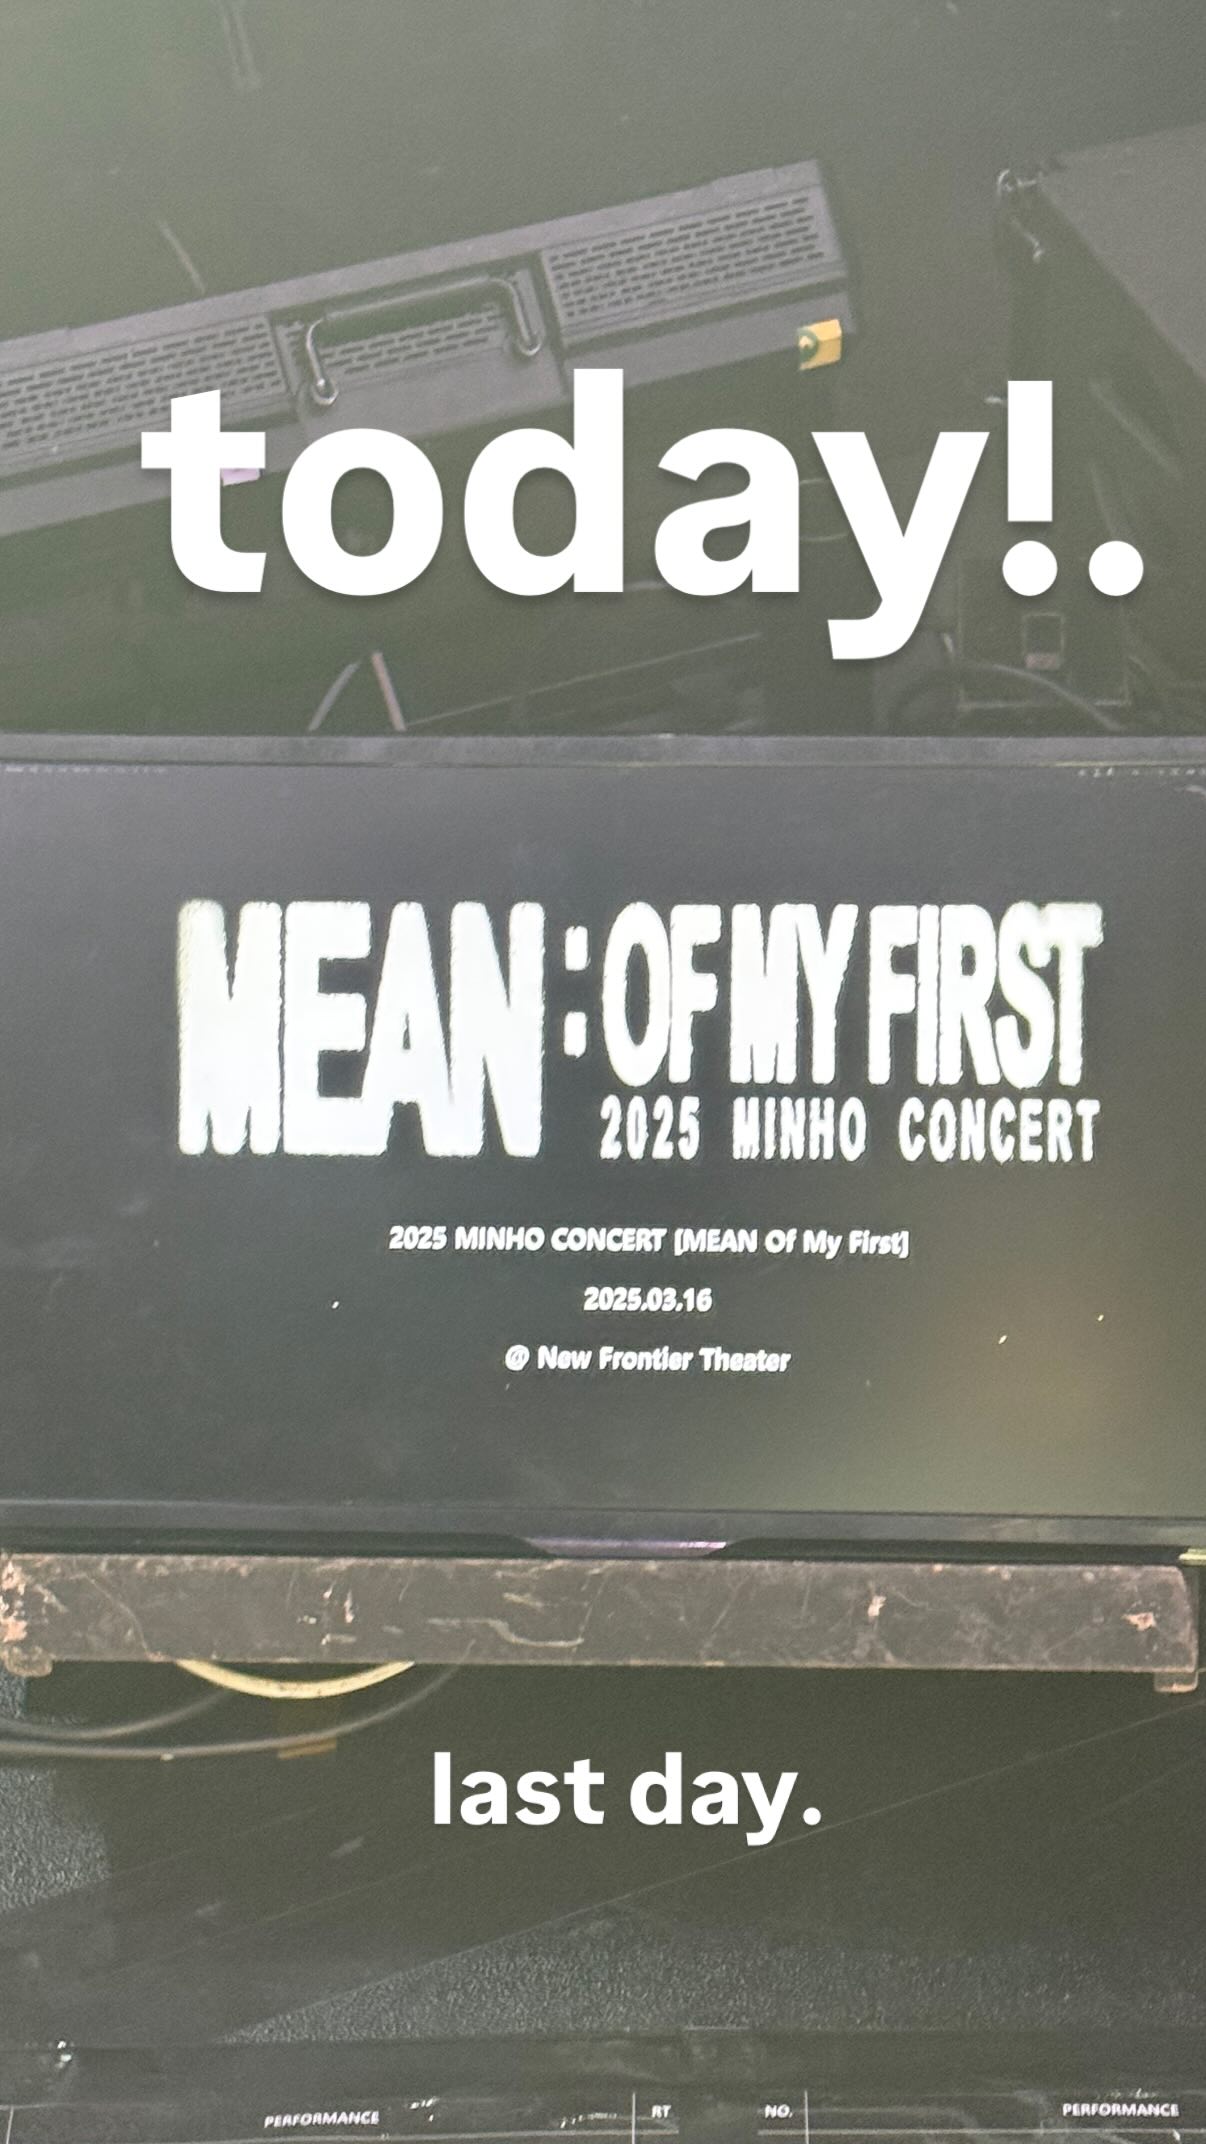 today!.
MEAN : OF MY FIRST
2025 MINHO CONCERT
2025 MINHO CONCERT [MEAN Of My First]
2025.03.16
@ New Frontier Theater
last day.
PERFORMANCE RT NO. PERFORMANCE